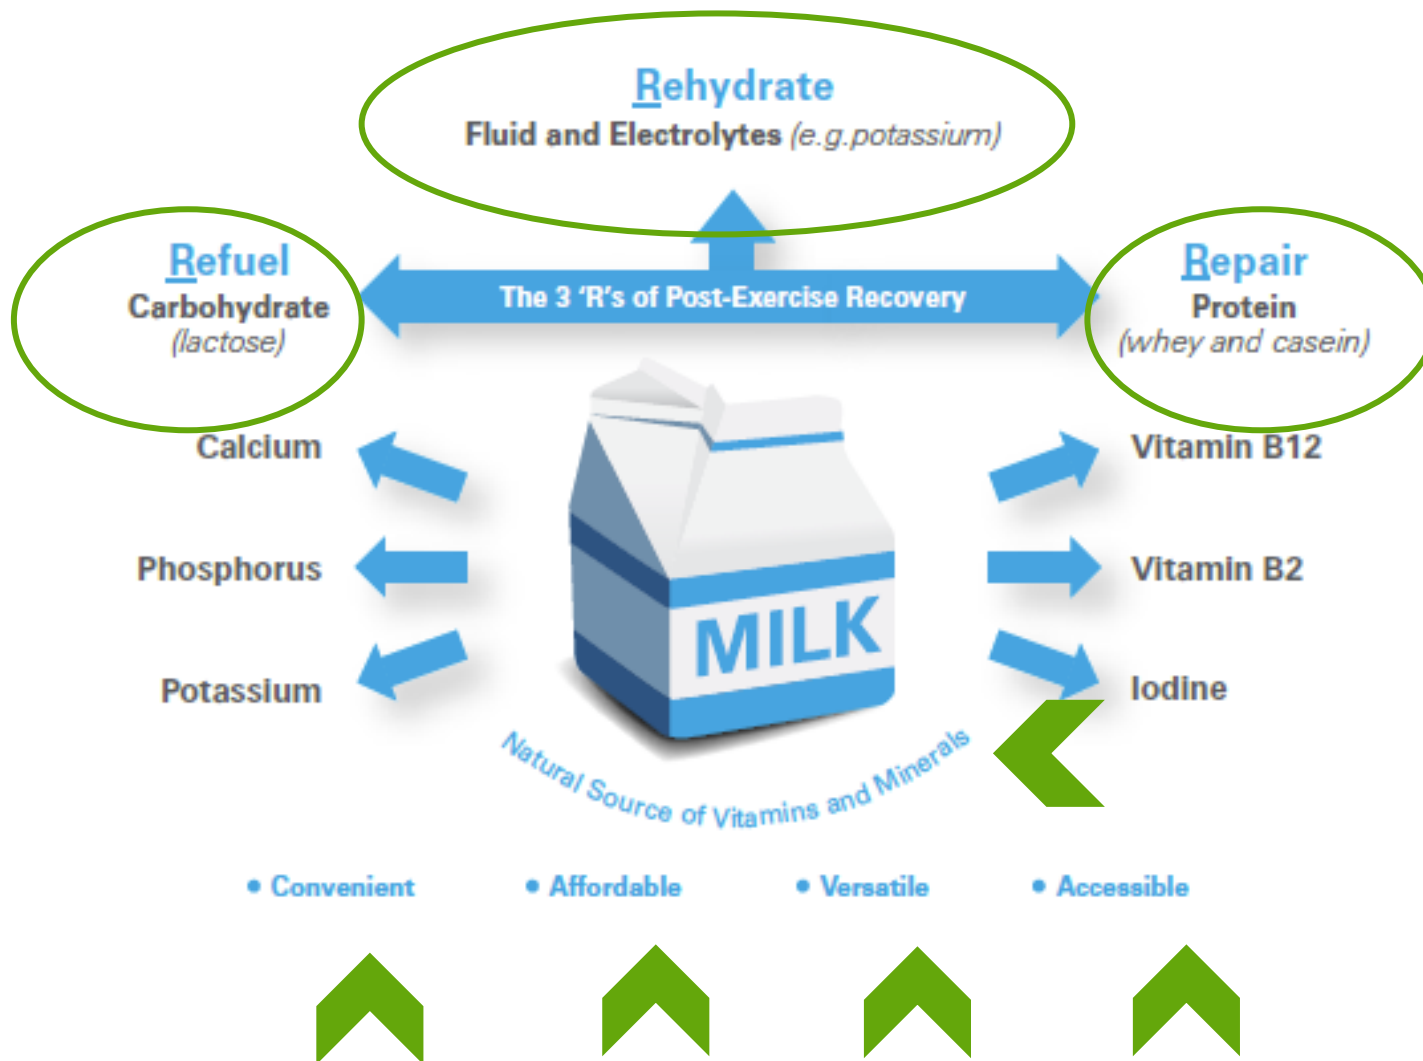 Rehydrate
Fluid and Electrolytes (e.g.potassium)
Refuel
Carbohydrate
(lactose)
The 3 ‘R’s of Post-Exercise Recovery
Repair
Protein
(whey and casein)
Calcium
Phosphorus
Potassium
MILK
Vitamin B12
Vitamin B2
Iodine
Natural Source of Vitamins and Minerals
• Convenient
• Affordable
• Versatile
• Accessible